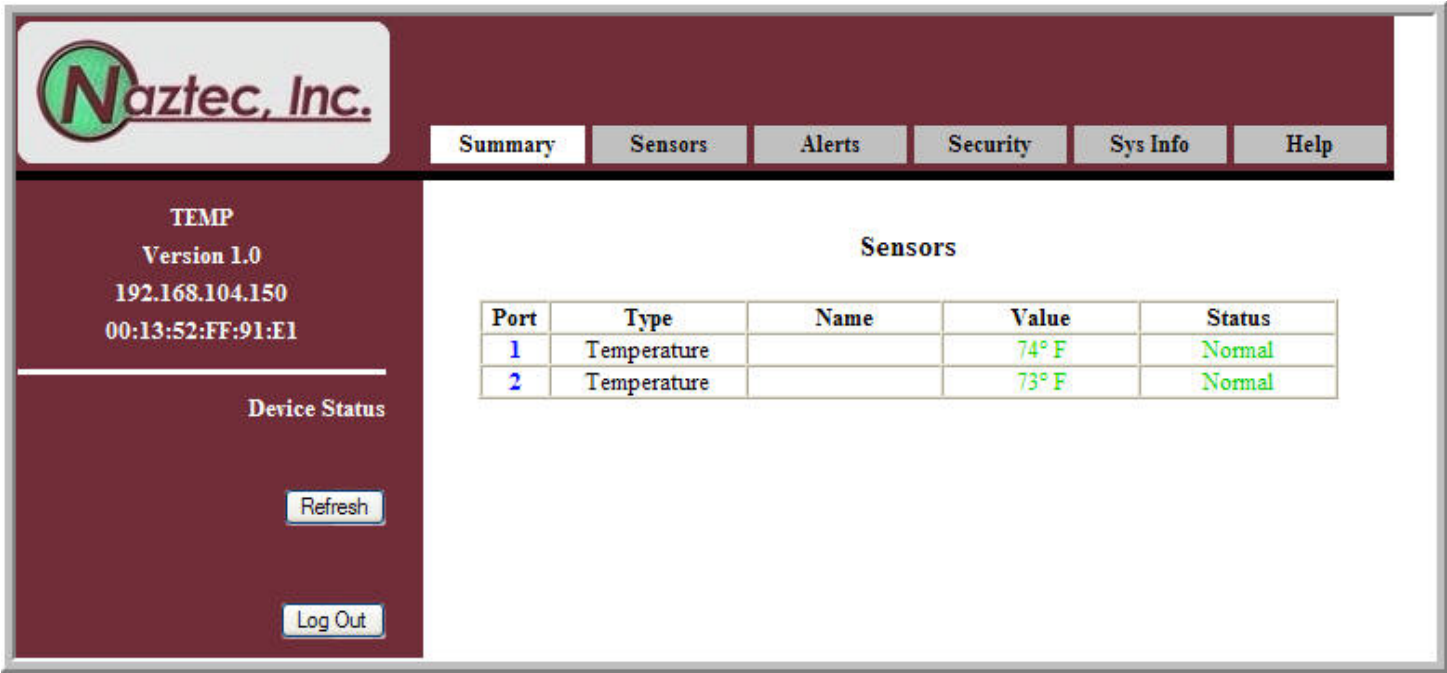 Naztec, Inc.
Summary Sensors Alerts Security Sys Info Help
TEMP
Version 1.0
192.168.104.150
00:13:52:FF:91:E1
Device Status
Refresh
Log Out
Sensors
Port Type Name Value Status
1 Temperature 74° F Normal
2 Temperature 73° F Normal